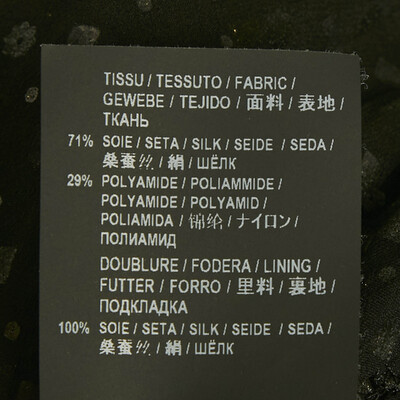 TISSU / TESSUTO / FABRIC /
GEWEBE / TEJIDO / 面料 / 表地 /
ТКАНЬ
71% SOIE / SETA / SILK / SEIDE / SEDA /
桑蚕丝 / 絹 / ШЁЛК
29% POLYAMIDE / POLIAMMIDE /
POLYAMIDE / POLYAMID /
POLIAMIDA / 锦纶 / ナイロン /
ПОЛИАМИД
DOUBLURE / FODERA / LINING /
FUTTER / FORRO / 里料 / 裏地 /
ПОДКЛАДКА
100% SOIE / SETA / SILK / SEIDE / SEDA /
桑蚕丝 / 絹 / ШЁЛК